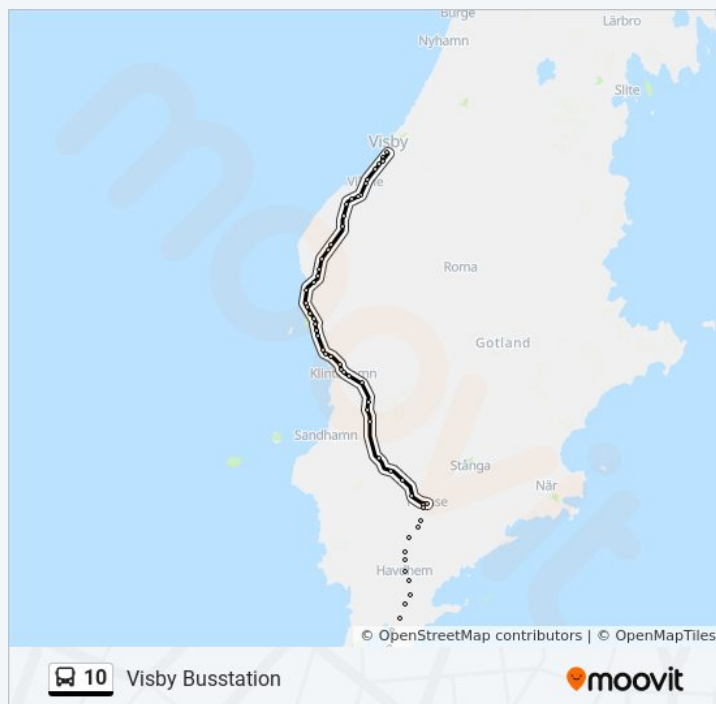 Burge
Lärbro
Nyhamn
Slite
Visby
Roma
Gotland
Sandhamn
Stånga
När
© OpenStreetMap contributors | © OpenMapTiles
10 Visby Busstation
moovit